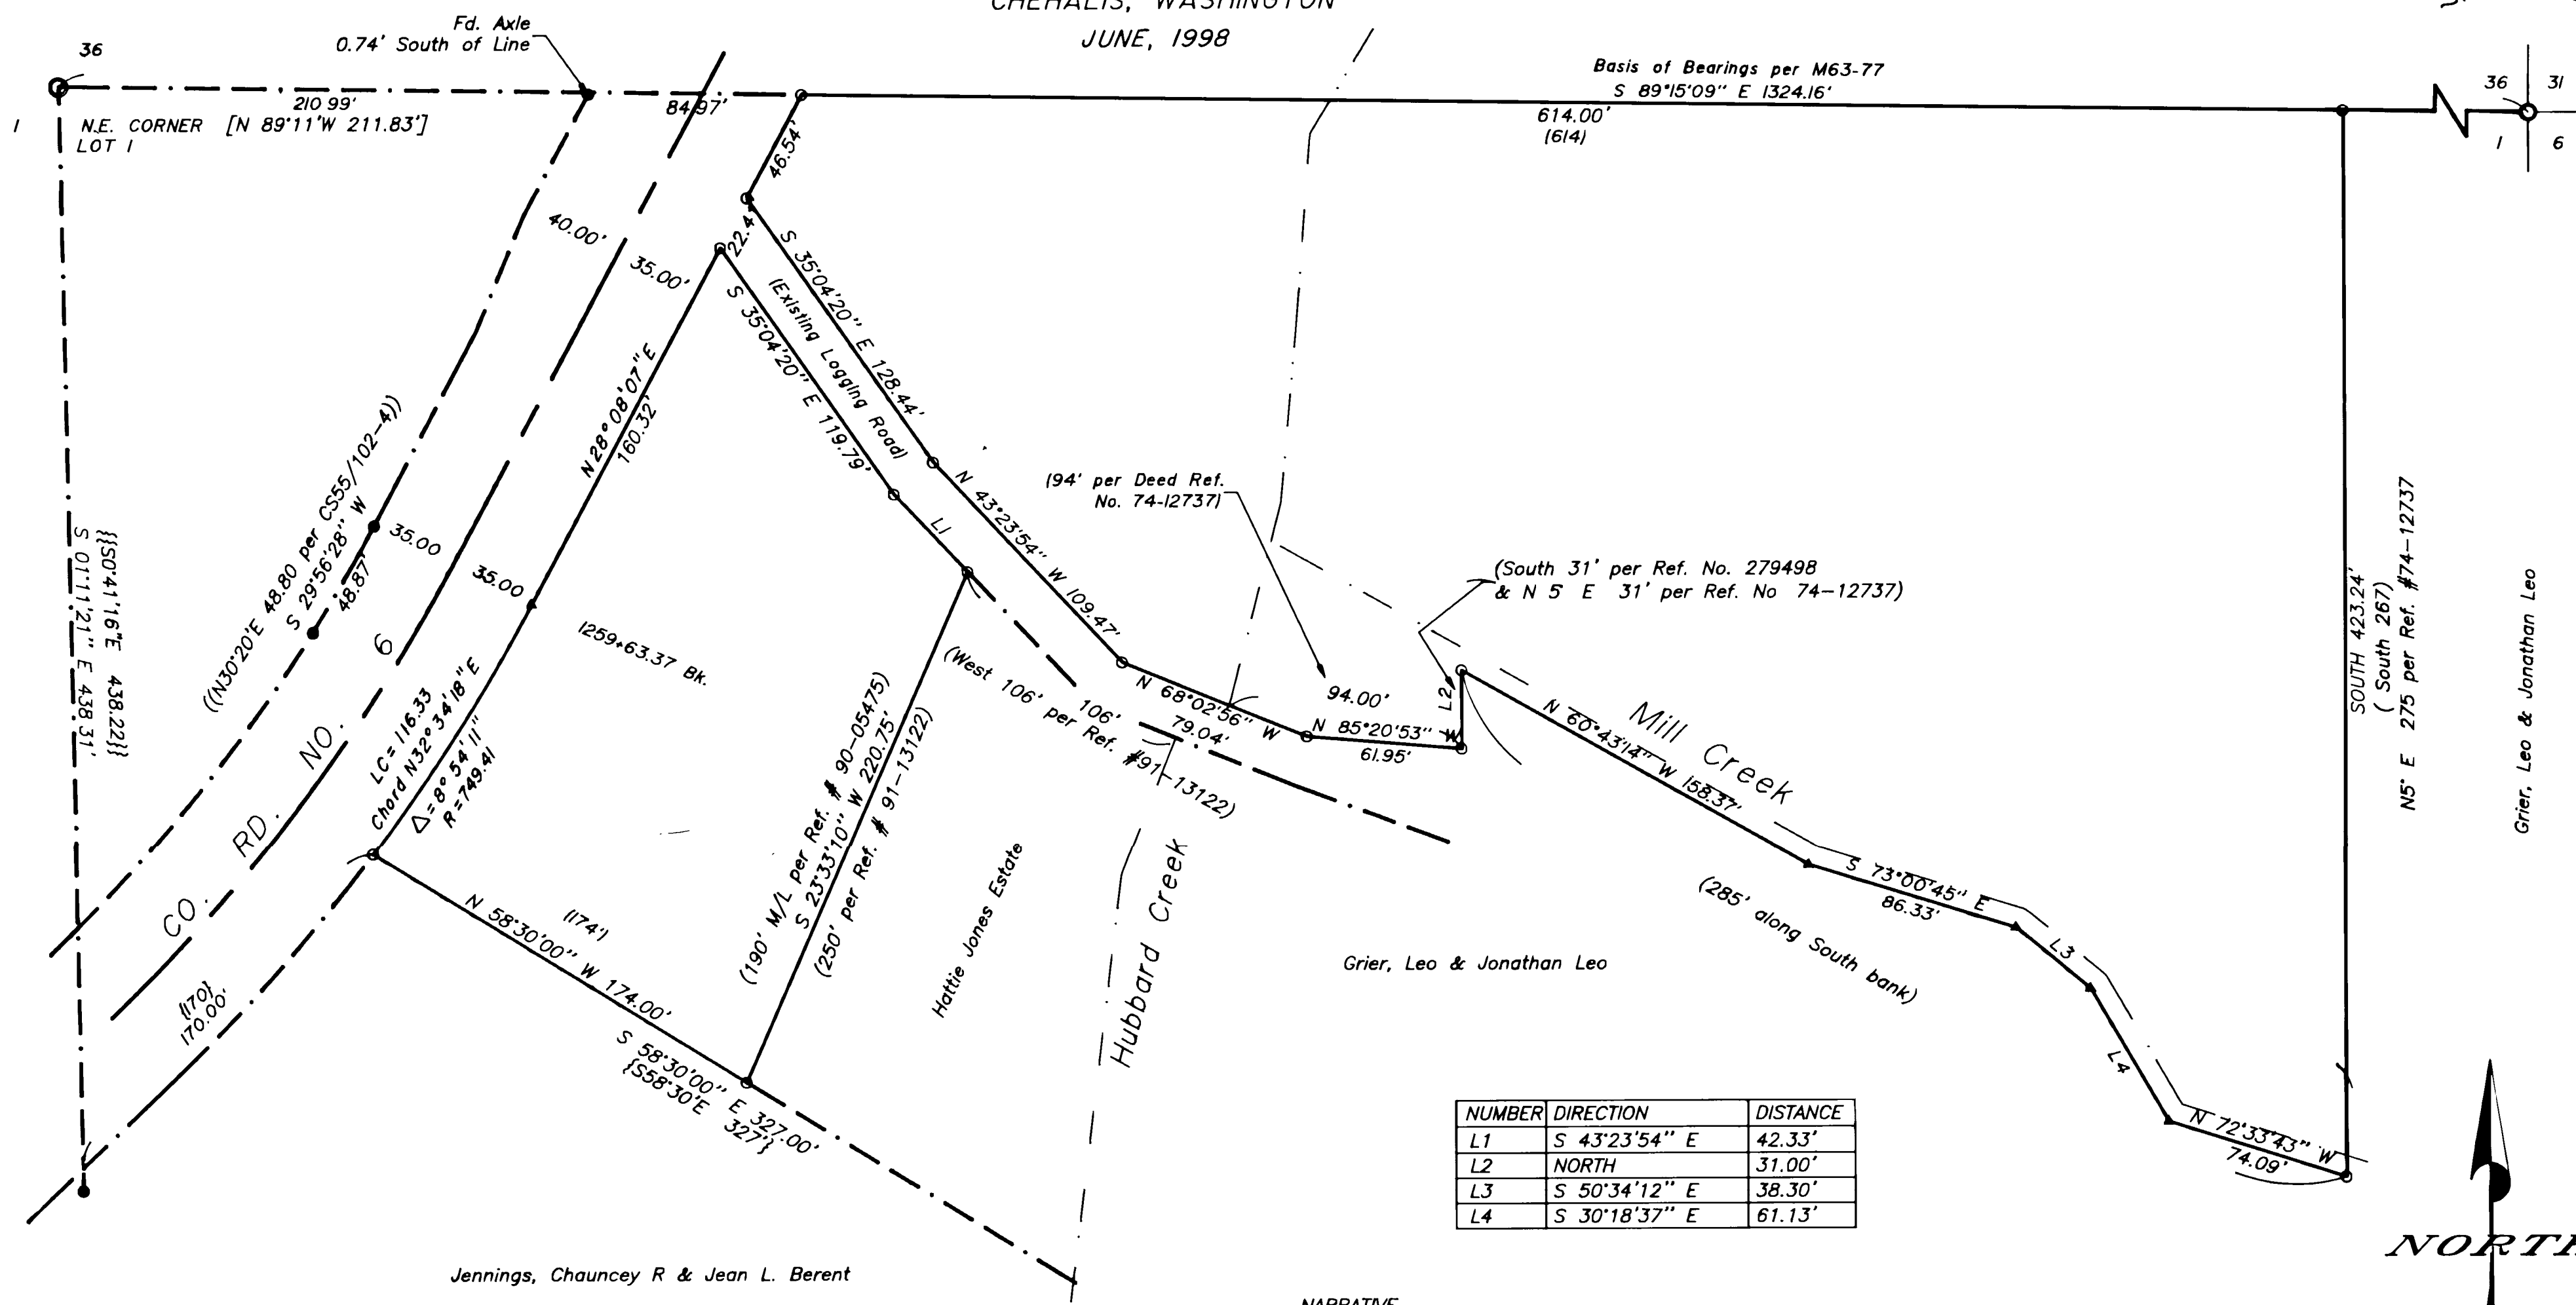 CHEHALIS, WASHINGTON
JUNE, 1998
36
Fd. Axle
0.74' South of Line
Basis of Bearings per M63-77
S 89°15'09" E 1324.16'
36
31
1
6
210.99'
84.97'
614.00'
(614)
1
N.E. CORNER [N 89°11'W 211.83']
LOT 1
46.54'
40.00'
35.00'
S 35°04'20" E 128.44'
(Existing Logging Road)
S 35°04'20" E 119.79'
N 28°08'07" E
160.32'
((N30°20'E 48.80 per CS55/102-4))
S 29°56'28" W
48.87'
35.00
35.00
L1
N 43°23'54" W 109.47'
(94' per Deed Ref.
No. 74-12737)
(South 31' per Ref. No. 279498
& N 5° E 31' per Ref. No 74-12737)
{{S0°41'16"E 438.22}}
S 01°11'21" E 438.31'
1259+63.37 Bk.
CO. RD. NO. 6
LC=116.33
Chord N32°34'18"E
Δ=8°54'11"
R=749.41
(West 106' per Ref. #91-13122)
106'
N 68°02'56" W
79.04'
94.00'
N 85°20'53" W
61.95'
L2
Mill Creek
N 60°43'14" W 158.37'
SOUTH 423.24'
( South 267)
N5° E 275 per Ref. #74-12737
Grier, Leo & Jonathan Leo
(190' M/L per Ref. # 90-05475)
S 23°33'10" W 220.75'
(250' per Ref. # 91-13122)
Hattie Jones Estate
Hubbard Creek
Grier, Leo & Jonathan Leo
(285' along South bank)
S 73°00'45" E
86.33'
L3
L4
N 72°33'43" W
74.09'
(174')
N 58°30'00" W 174.00'
S 58°30'00" E 327.00'
{S58°30'E 327'}
{170}
170.00'
NUMBER DIRECTION DISTANCE
L1 S 43°23'54" E 42.33'
L2 NORTH 31.00'
L3 S 50°34'12" E 38.30'
L4 S 30°18'37" E 61.13'
Jennings, Chauncey R & Jean L. Berent
NORTH
NARRATIVE